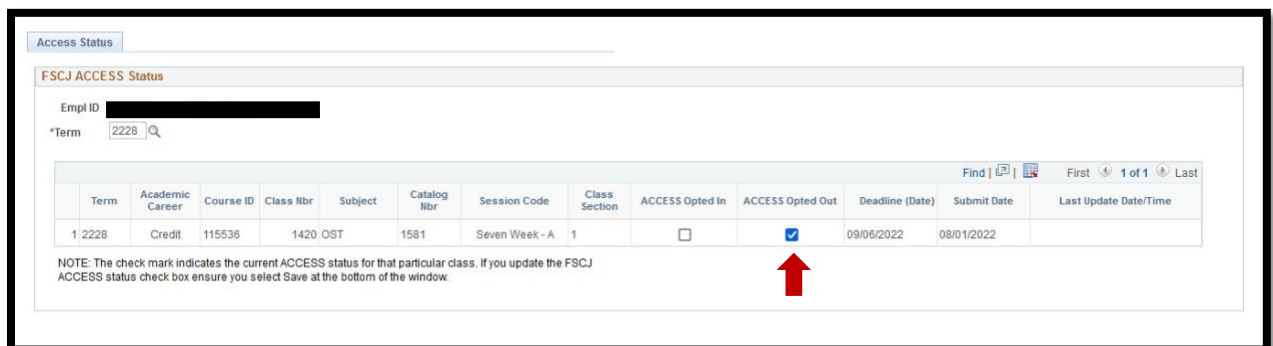 Access Status
FSCJ ACCESS Status
Empl ID
*Term 2228
Find | | First 1 of 1 Last
Term Academic Career Course ID Class Nbr Subject Catalog Nbr Session Code Class Section ACCESS Opted In ACCESS Opted Out Deadline (Date) Submit Date Last Update Date/Time
1 2228 Credit 115536 1420 OST 1581 Seven Week - A 1 09/06/2022 08/01/2022
NOTE: The check mark indicates the current ACCESS status for that particular class. If you update the FSCJ
ACCESS status check box ensure you select Save at the bottom of the window.